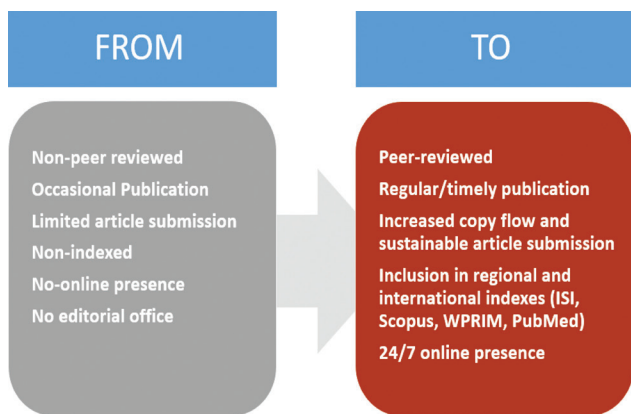 FROM
Non-peer reviewed
Occasional Publication
Limited article submission
Non-indexed
No-online presence
No editorial office
TO
Peer-reviewed
Regular/timely publication
Increased copy flow and
sustainable article submission
Inclusion in regional and
international indexes (ISI,
Scopus, WPRIM, PubMed)
24/7 online presence